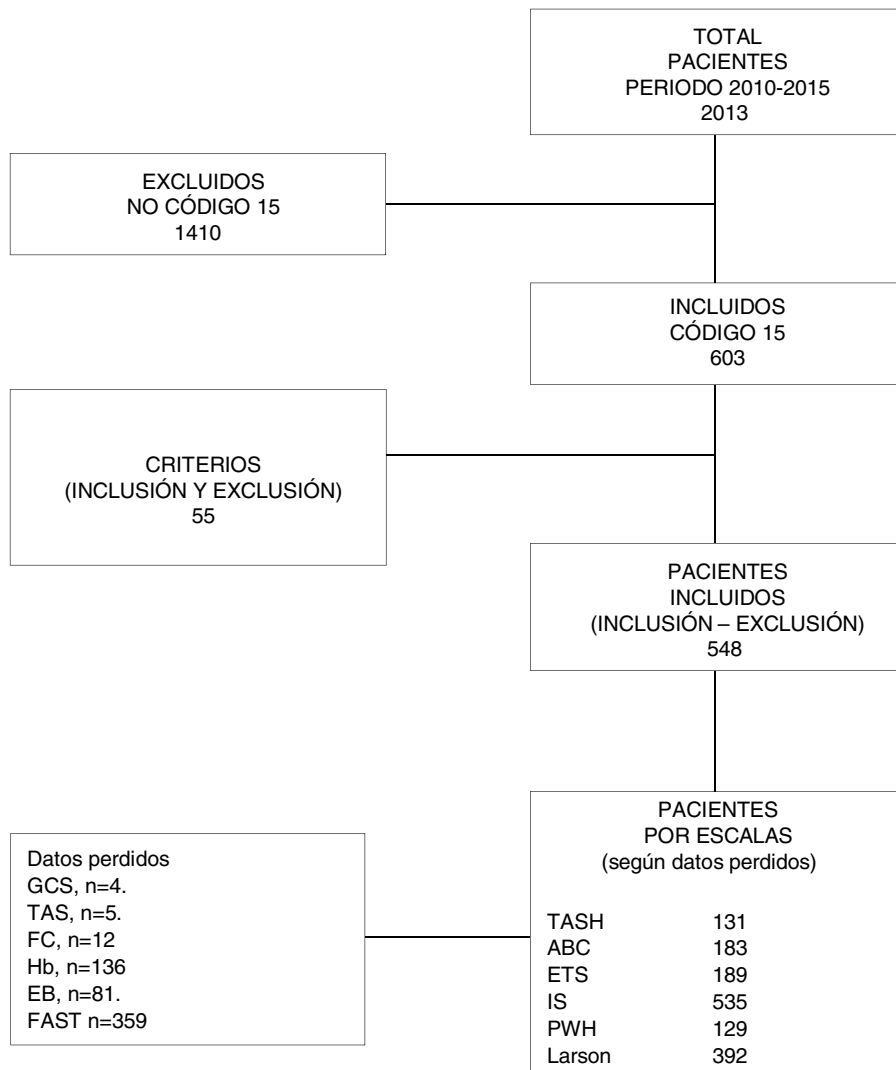 TOTAL
PACIENTES
PERIODO 2010-2015
2013
EXCLUIDOS
NO CÓDIGO 15
1410
INCLUIDOS
CÓDIGO 15
603
CRITERIOS
(INCLUSIÓN Y EXCLUSIÓN)
55
PACIENTES
INCLUIDOS
(INCLUSIÓN – EXCLUSIÓN)
548
Datos perdidos
GCS, n=4.
TAS, n=5.
FC, n=12
Hb, n=136
EB, n=81.
FAST n=359
PACIENTES
POR ESCALAS
(según datos perdidos)
TASH 131
ABC 183
ETS 189
IS 535
PWH 129
Larson 392